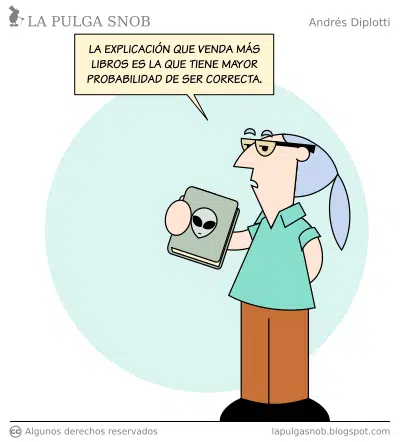 LA PULGA SNOB
Andrés Diplotti
LA EXPLICACIÓN QUE VENDA MÁS
LIBROS ES LA QUE TIENE MAYOR
PROBABILIDAD DE SER CORRECTA.
cc Algunos derechos reservados
lapulgasnob.blogspot.com